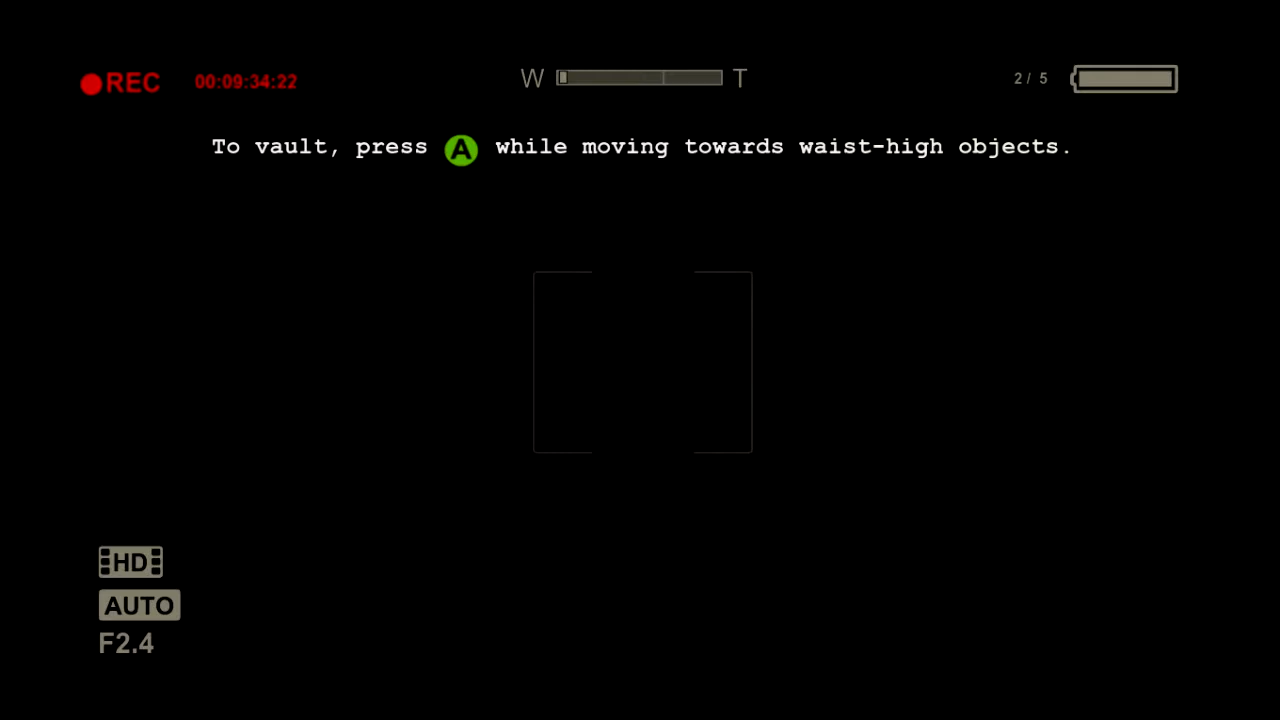 REC 00:09:34:22 W T 2 / 5
To vault, press A while moving towards waist-high objects.
HD
AUTO
F2.4